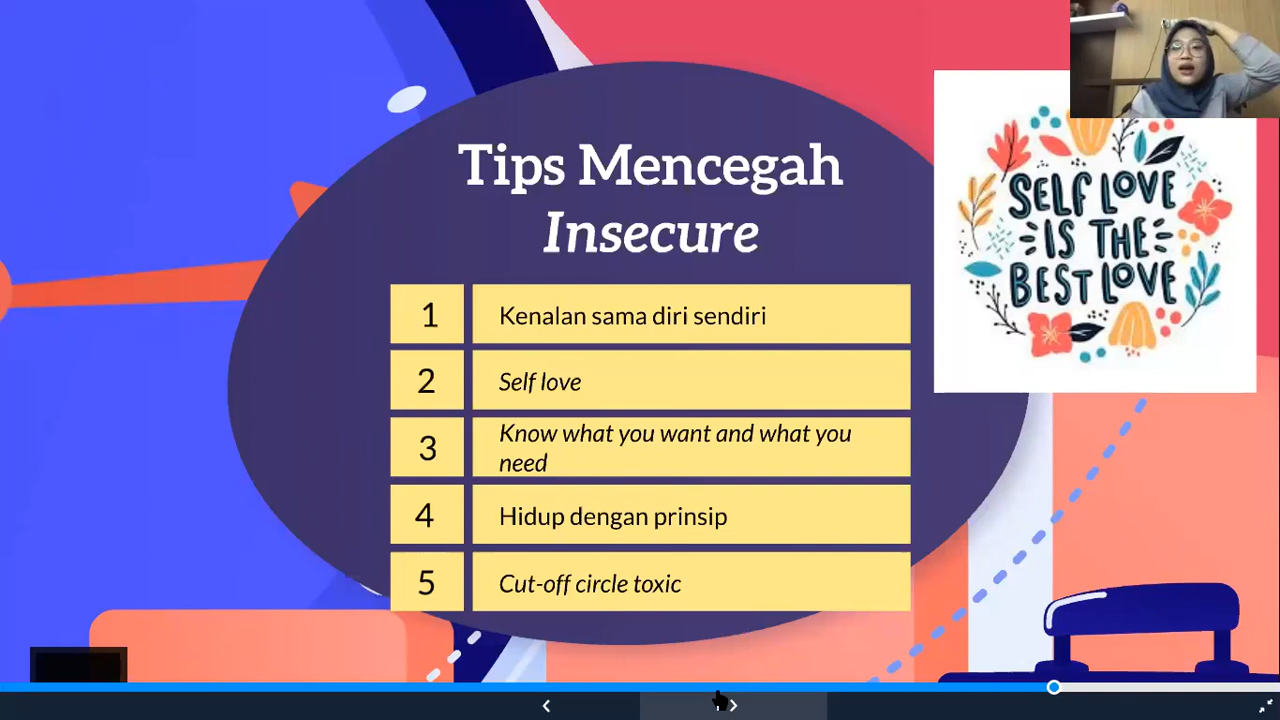 Tips Mencegah
Insecure
1 Kenalan sama diri sendiri
2 Self love
3 Know what you want and what you
need
4 Hidup dengan prinsip
5 Cut-off circle toxic
SELF LOVE
IS THE
BEST LOVE